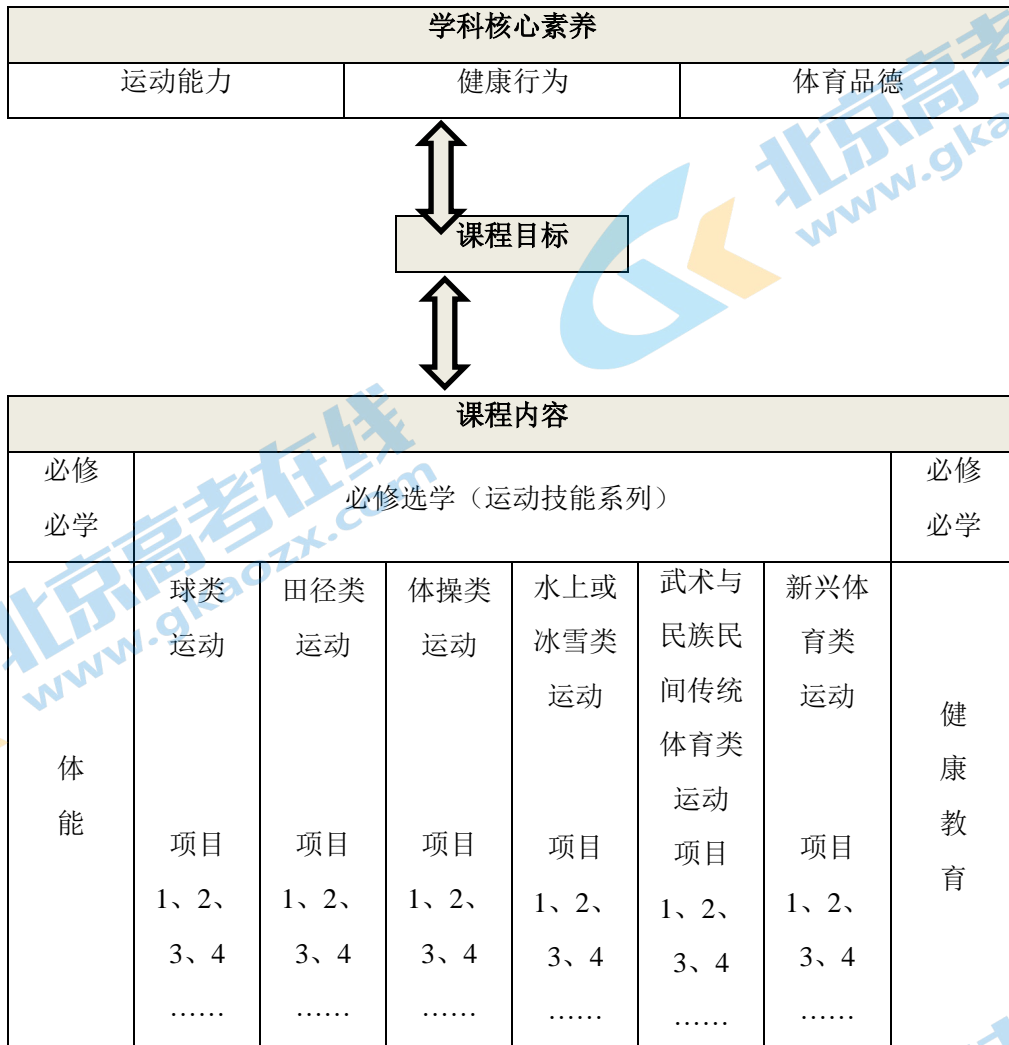 学科核心素养
运动能力 健康行为 体育品德
课程目标
课程内容
必修
必学
必修选学（运动技能系列）
必修
必学
体
能
球类
运动
项目
1、2、
3、4
……
田径类
运动
项目
1、2、
3、4
……
体操类
运动
项目
1、2、
3、4
……
水上或
冰雪类
运动
项目
1、2、
3、4
……
武术与
民族民
间传统
体育类
运动
项目
1、2、
3、4
……
新兴体
育类
运动
项目
1、2、
3、4
……
健
康
教
育
北京高考
www.gka
北京高考在线
www.gkaozx.com